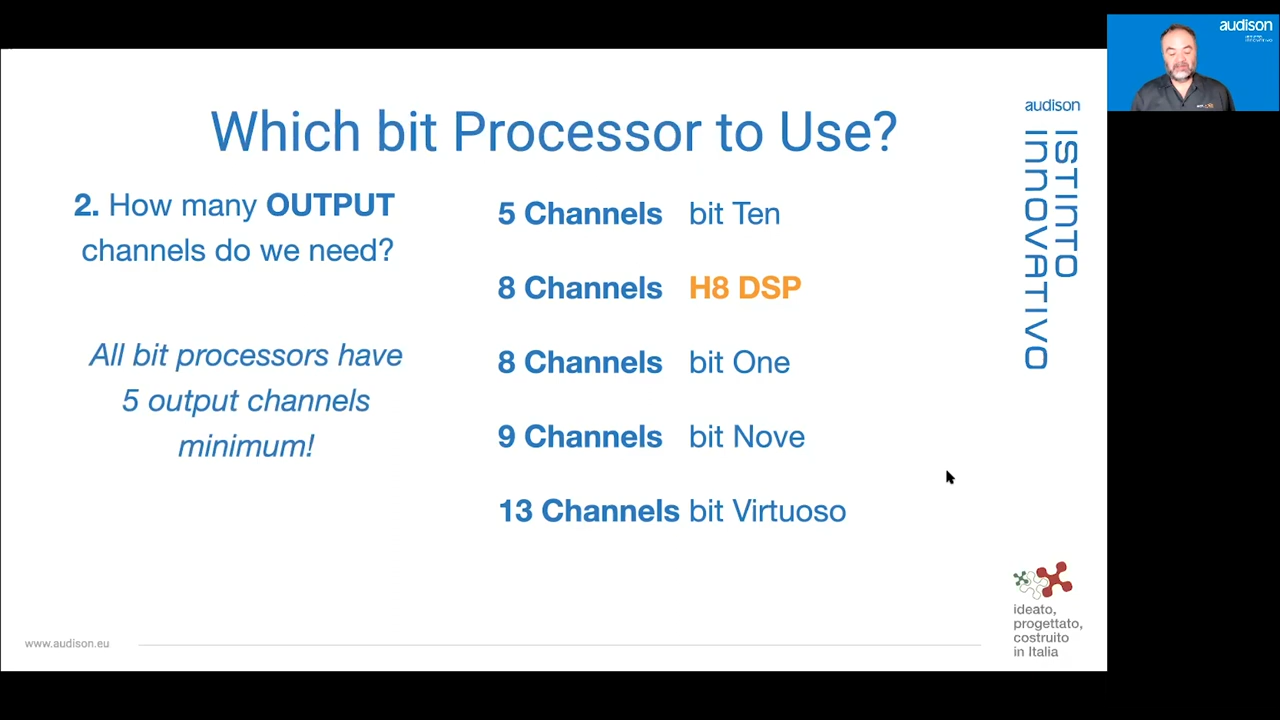 audison
Which bit Processor to Use?
2. How many OUTPUT
channels do we need?
All bit processors have
5 output channels
minimum!
5 Channels bit Ten
8 Channels H8 DSP
8 Channels bit One
9 Channels bit Nove
13 Channels bit Virtuoso
audison
ISTINTO
INNOVATIVO
ideato,
progettato,
costruito
in Italia
www.audison.eu